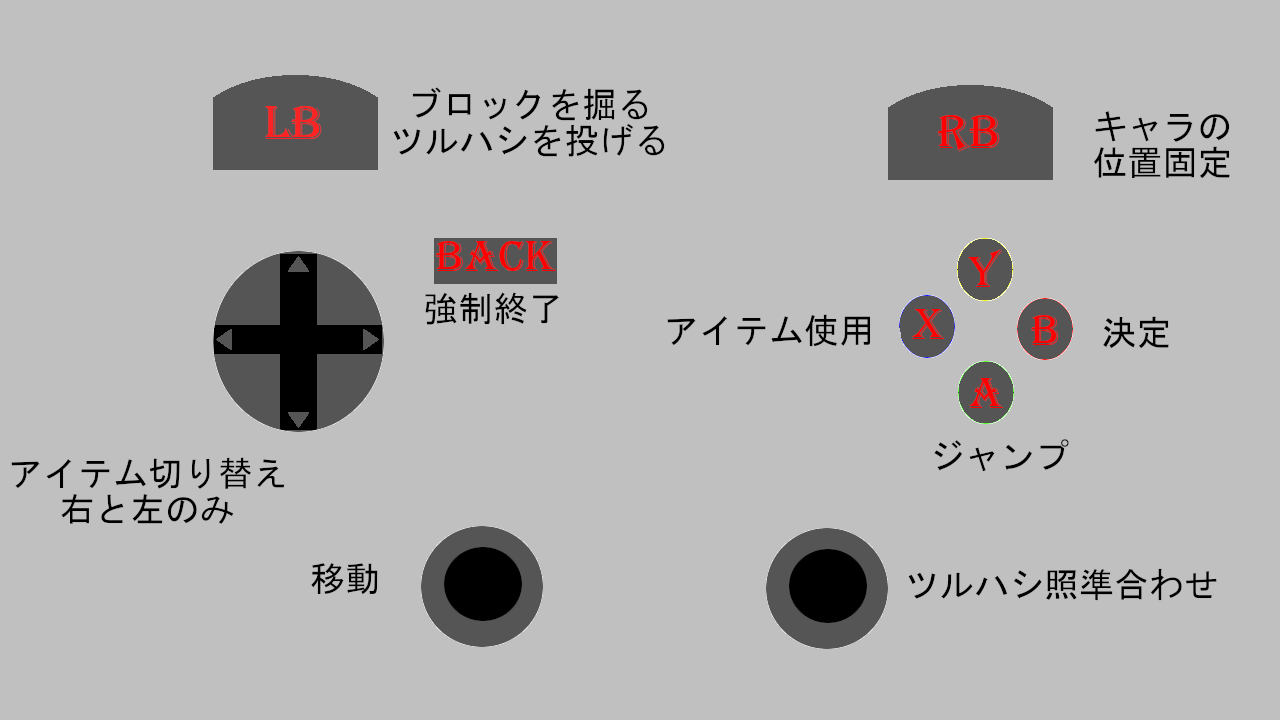 LB
ブロックを掘る
ツルハシを投げる
RB
キャラの
位置固定
BACK
強制終了
Y
アイテム使用
X
B
決定
A
ジャンプ
アイテム切り替え
右と左のみ
移動
ツルハシ照準合わせ